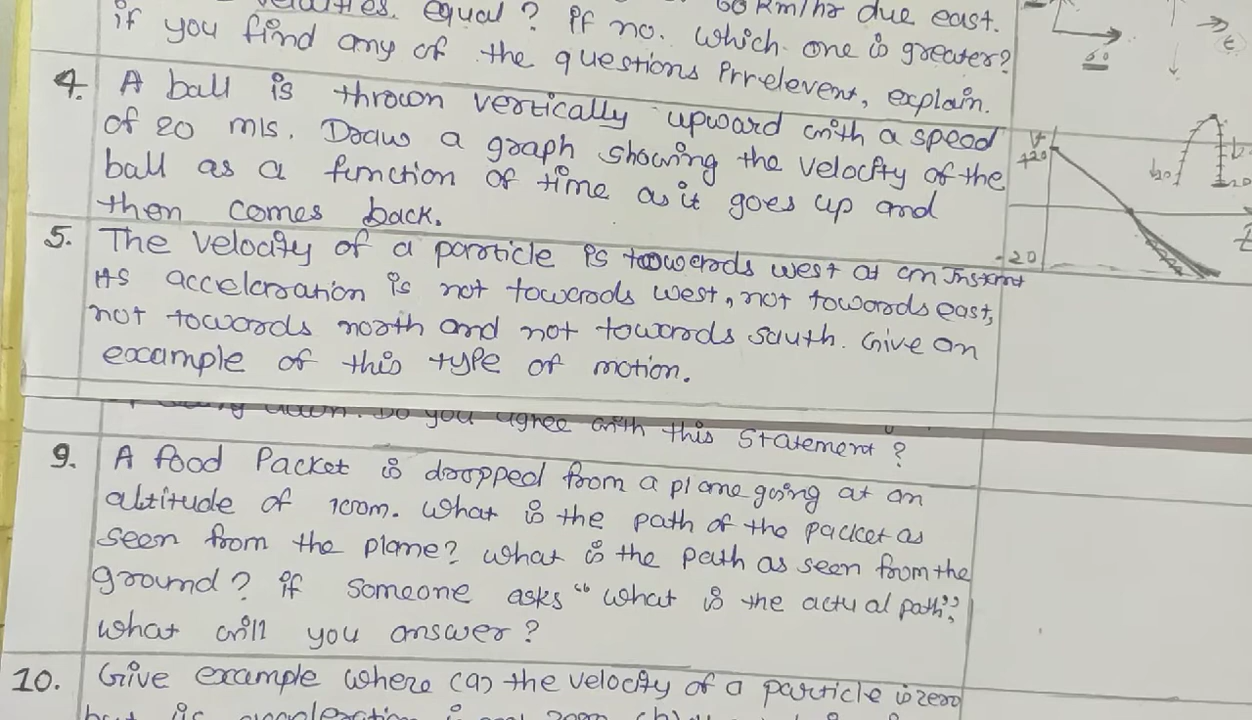 equal ? If no. which one is greater?
60 km/hr due east.
if you find any of the questions irrelevent, explain.
4. A ball is thrown vertically upward with a speed
of 20 m/s. Draw a graph showing the velocity of the
ball as a function of time as it goes up and
then comes back.
5. The velocity of a particle is towards west at an Instant
its acceleration is not towards west, not towards east,
not towards north and not towards south. Give an
example of this type of motion.
down. Do you agree with this statement ?
9. A food Packet is dropped from a plane going at an
altitude of 100m. What is the path of the packet as
seen from the plane? what is the path as seen from the
ground? if someone asks "what is the actual path",
what will you answer?
10. Give example where (a) the velocity of a particle is zero
60
E
V
+20
-20
t